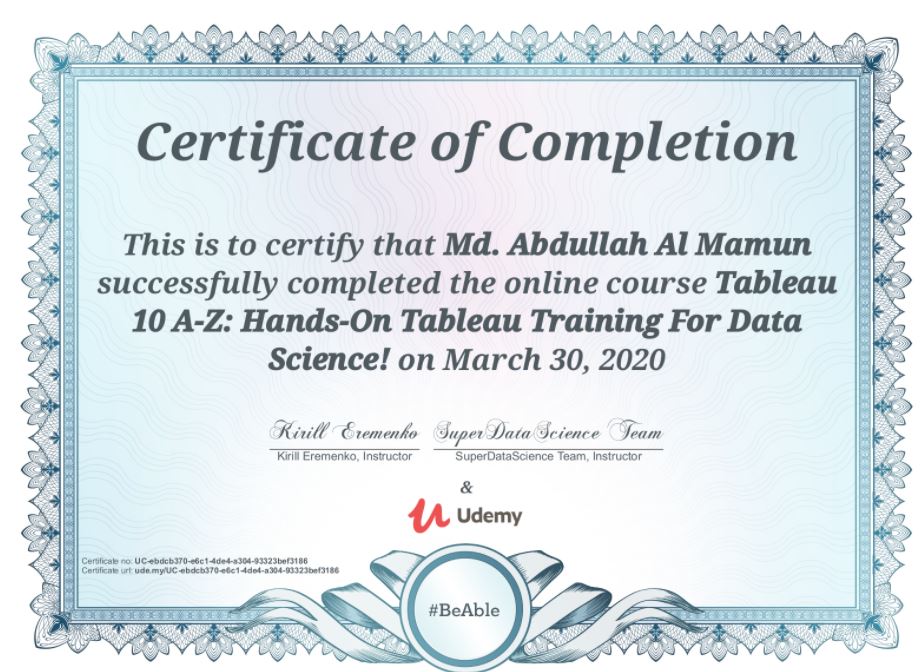 Certificate of Completion
This is to certify that Md. Abdullah Al Mamun
successfully completed the online course Tableau
10 A-Z: Hands-On Tableau Training For Data
Science! on March 30, 2020
Kirill Eremenko SuperDataScience Team
Kirill Eremenko, Instructor SuperDataScience Team, Instructor
&
Udemy
Certificate no: UC-ebdcb370-e6c1-4de4-a304-93323bef3186
Certificate url: ude.my/UC-ebdcb370-e6c1-4de4-a304-93323bef3186
#BeAble